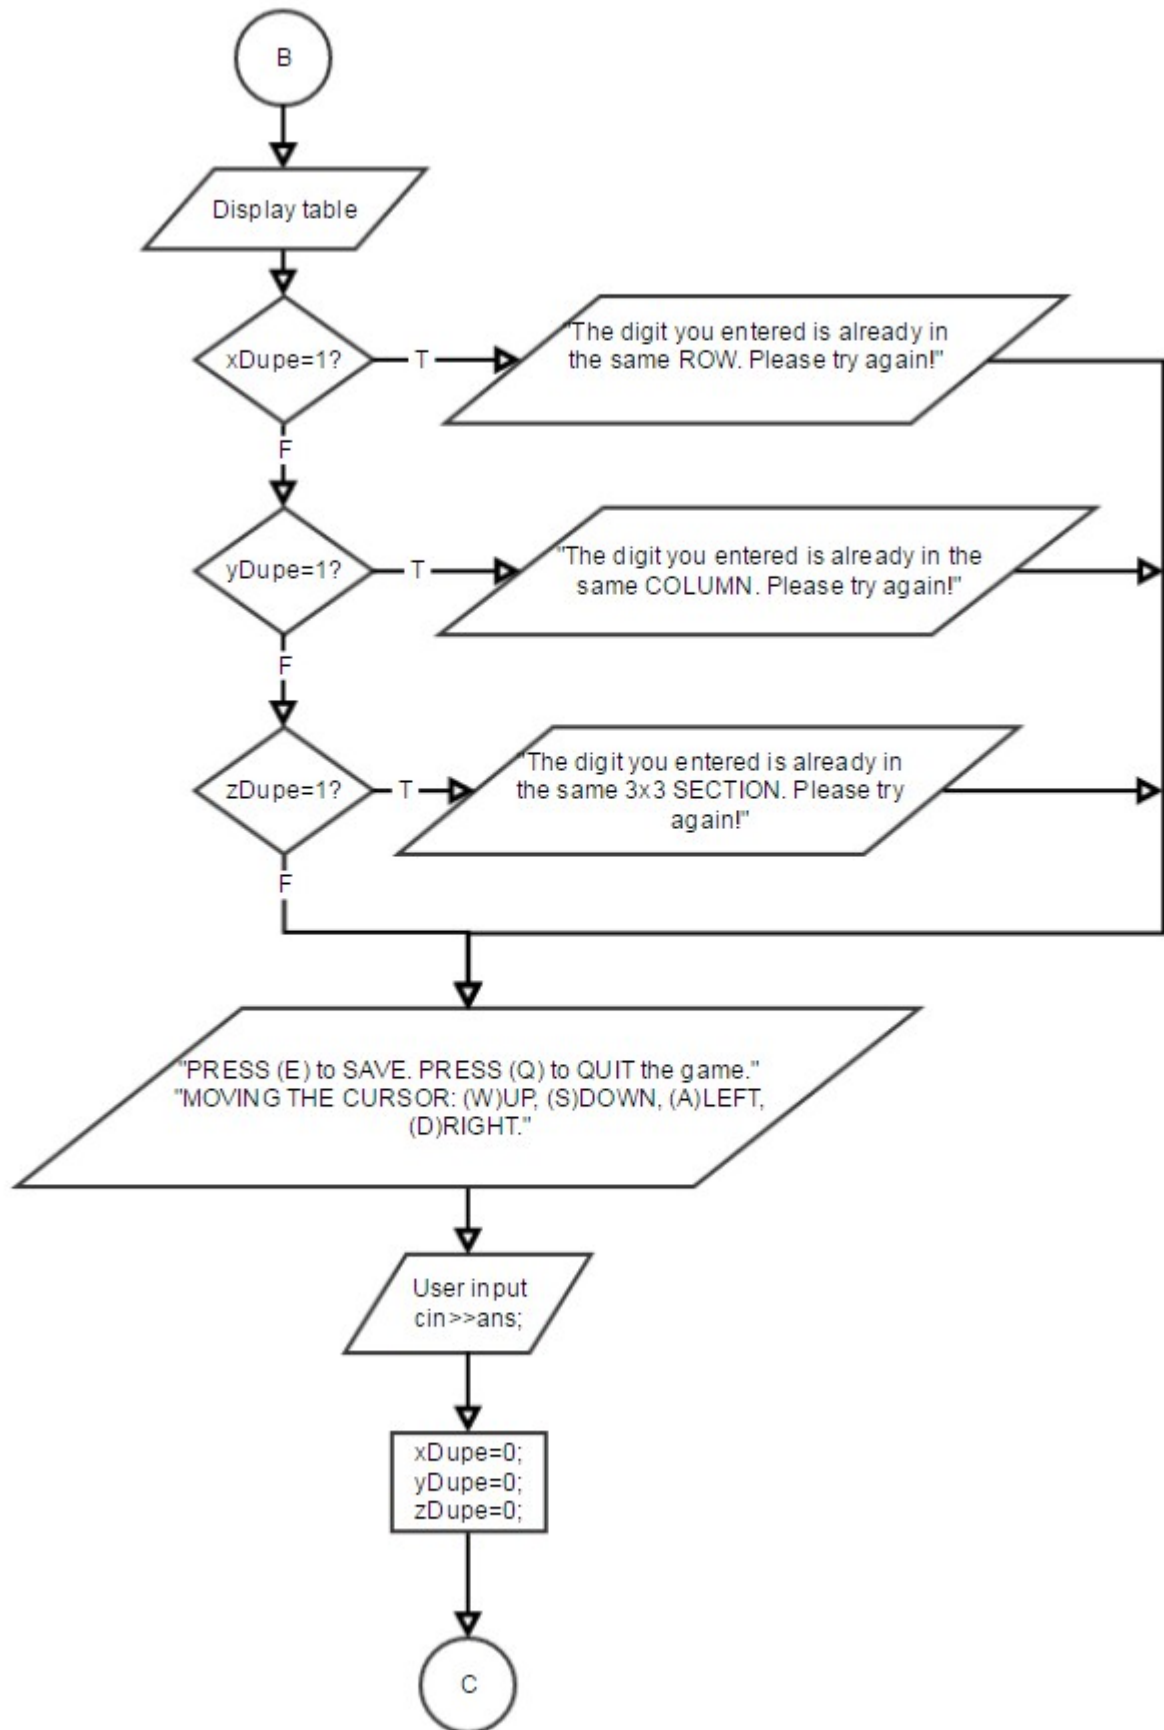 B
Display table
xDupe=1?
T
"The digit you entered is already in
the same ROW. Please try again!"
F
yDupe=1?
T
"The digit you entered is already in the
same COLUMN. Please try again!"
F
zDupe=1?
T
"The digit you entered is already in
the same 3x3 SECTION. Please try
again!"
F
"PRESS (E) to SAVE. PRESS (Q) to QUIT the game."
"MOVING THE CURSOR: (W)UP, (S)DOWN, (A)LEFT,
(D)RIGHT."
User input
cin>>ans;
xDupe=0;
yDupe=0;
zDupe=0;
C